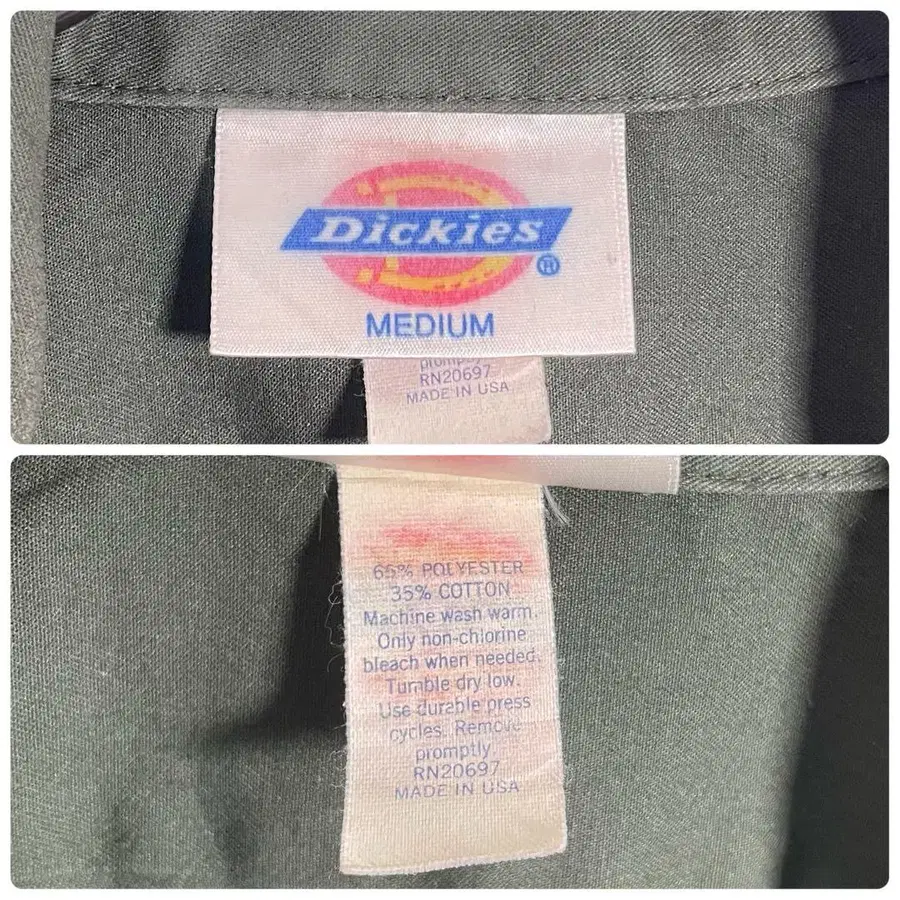 Dickies
®
MEDIUM
promptly.
RN20697
MADE IN USA
65% POLYESTER
35% COTTON
Machine wash warm.
Only non-chlorine
bleach when needed.
Tumble dry low.
Use durable press
cycles. Remove
promptly.
RN20697
MADE IN USA